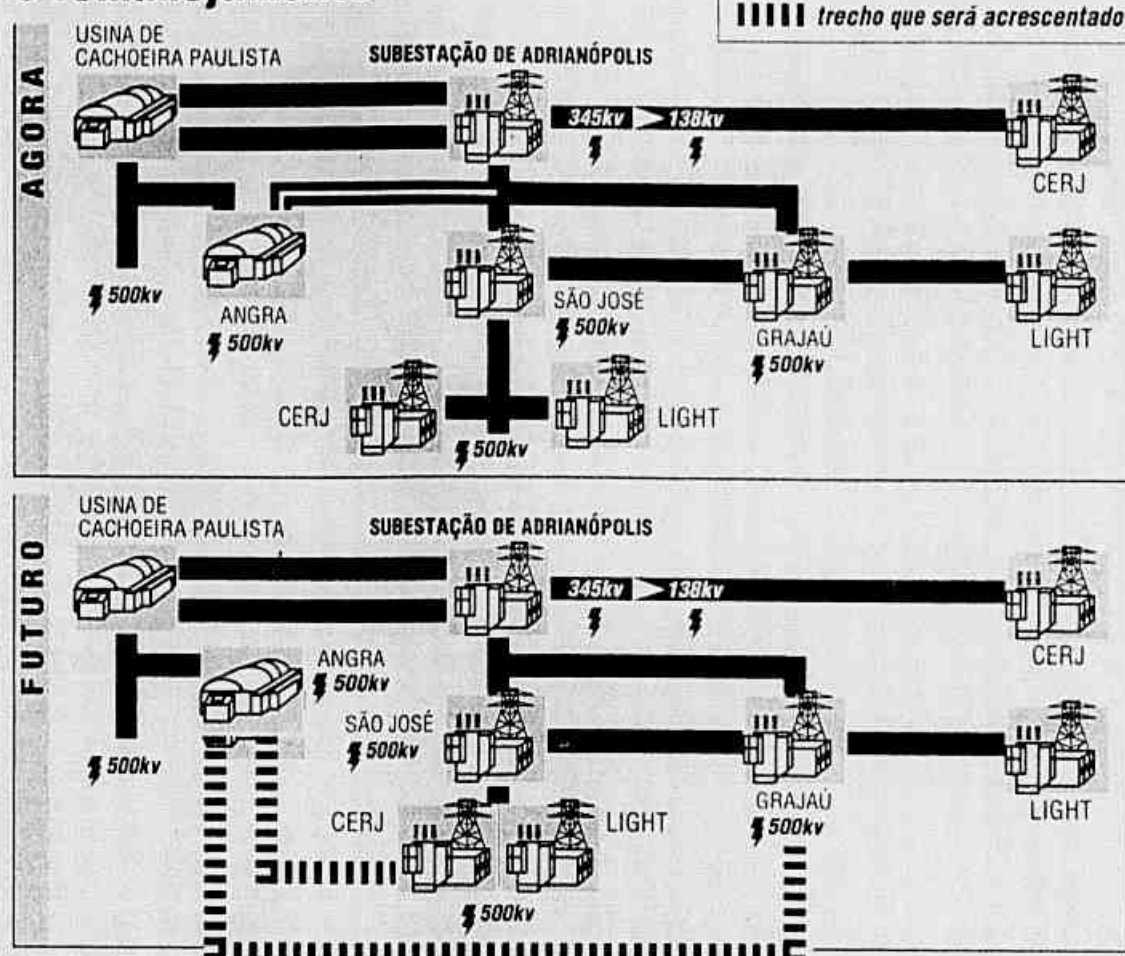 trecho que será acrescentado
AGORA
USINA DE
CACHOEIRA PAULISTA
SUBESTAÇÃO DE ADRIANÓPOLIS
345kv
138kv
CERJ
500kv
ANGRA
500kv
SÃO JOSÉ
500kv
GRAJAÚ
500kv
LIGHT
CERJ
LIGHT
500kv
FUTURO
USINA DE
CACHOEIRA PAULISTA
SUBESTAÇÃO DE ADRIANÓPOLIS
345kv
138kv
CERJ
ANGRA
500kv
SÃO JOSÉ
500kv
500kv
GRAJAÚ
500kv
LIGHT
CERJ
LIGHT
500kv